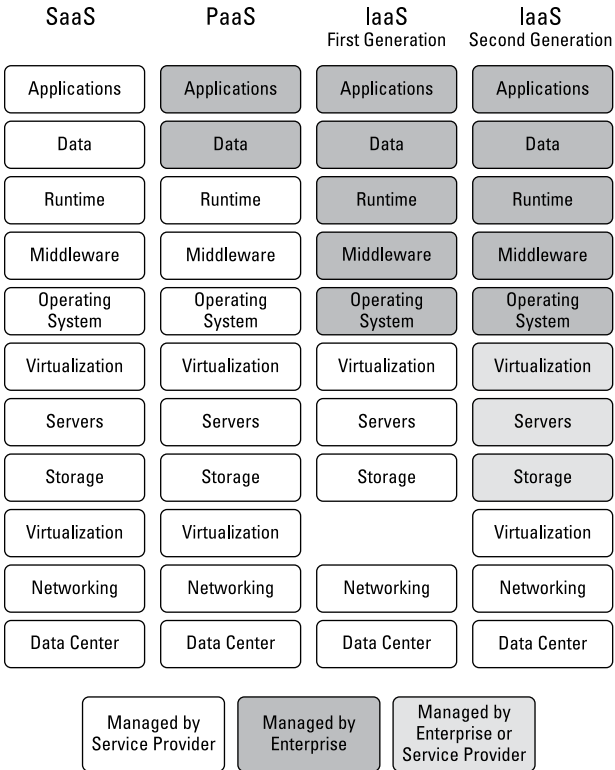 SaaS PaaS IaaS IaaS
First Generation Second Generation
Applications Applications Applications Applications
Data Data Data Data
Runtime Runtime Runtime Runtime
Middleware Middleware Middleware Middleware
Operating Operating Operating Operating
System System System System
Virtualization Virtualization Virtualization Virtualization
Servers Servers Servers Servers
Storage Storage Storage Storage
Virtualization Virtualization Virtualization
Networking Networking Networking Networking
Data Center Data Center Data Center Data Center
Managed by
Service Provider
Managed by
Enterprise
Managed by
Enterprise or
Service Provider